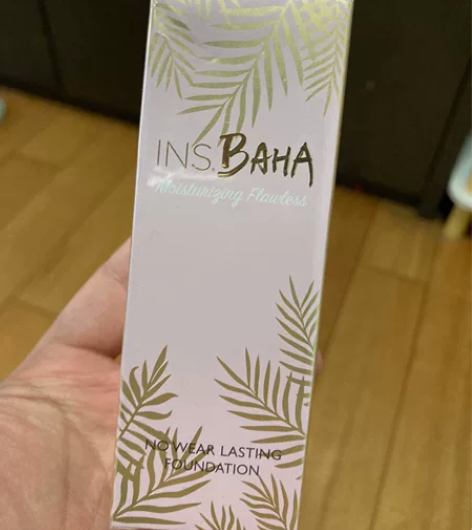 INS.BAHA
Moisturizing Flawless
NO WEAR LASTING
FOUNDATION